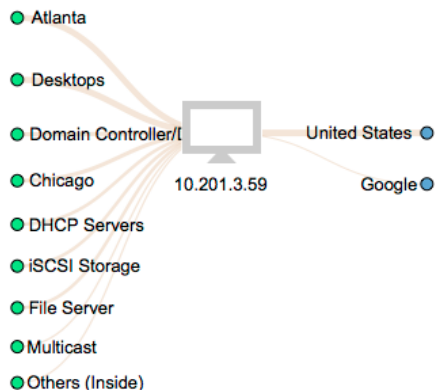 Atlanta
Desktops
Domain Controller/
United States
Chicago
10.201.3.59
Google
DHCP Servers
iSCSI Storage
File Server
Multicast
Others (Inside)